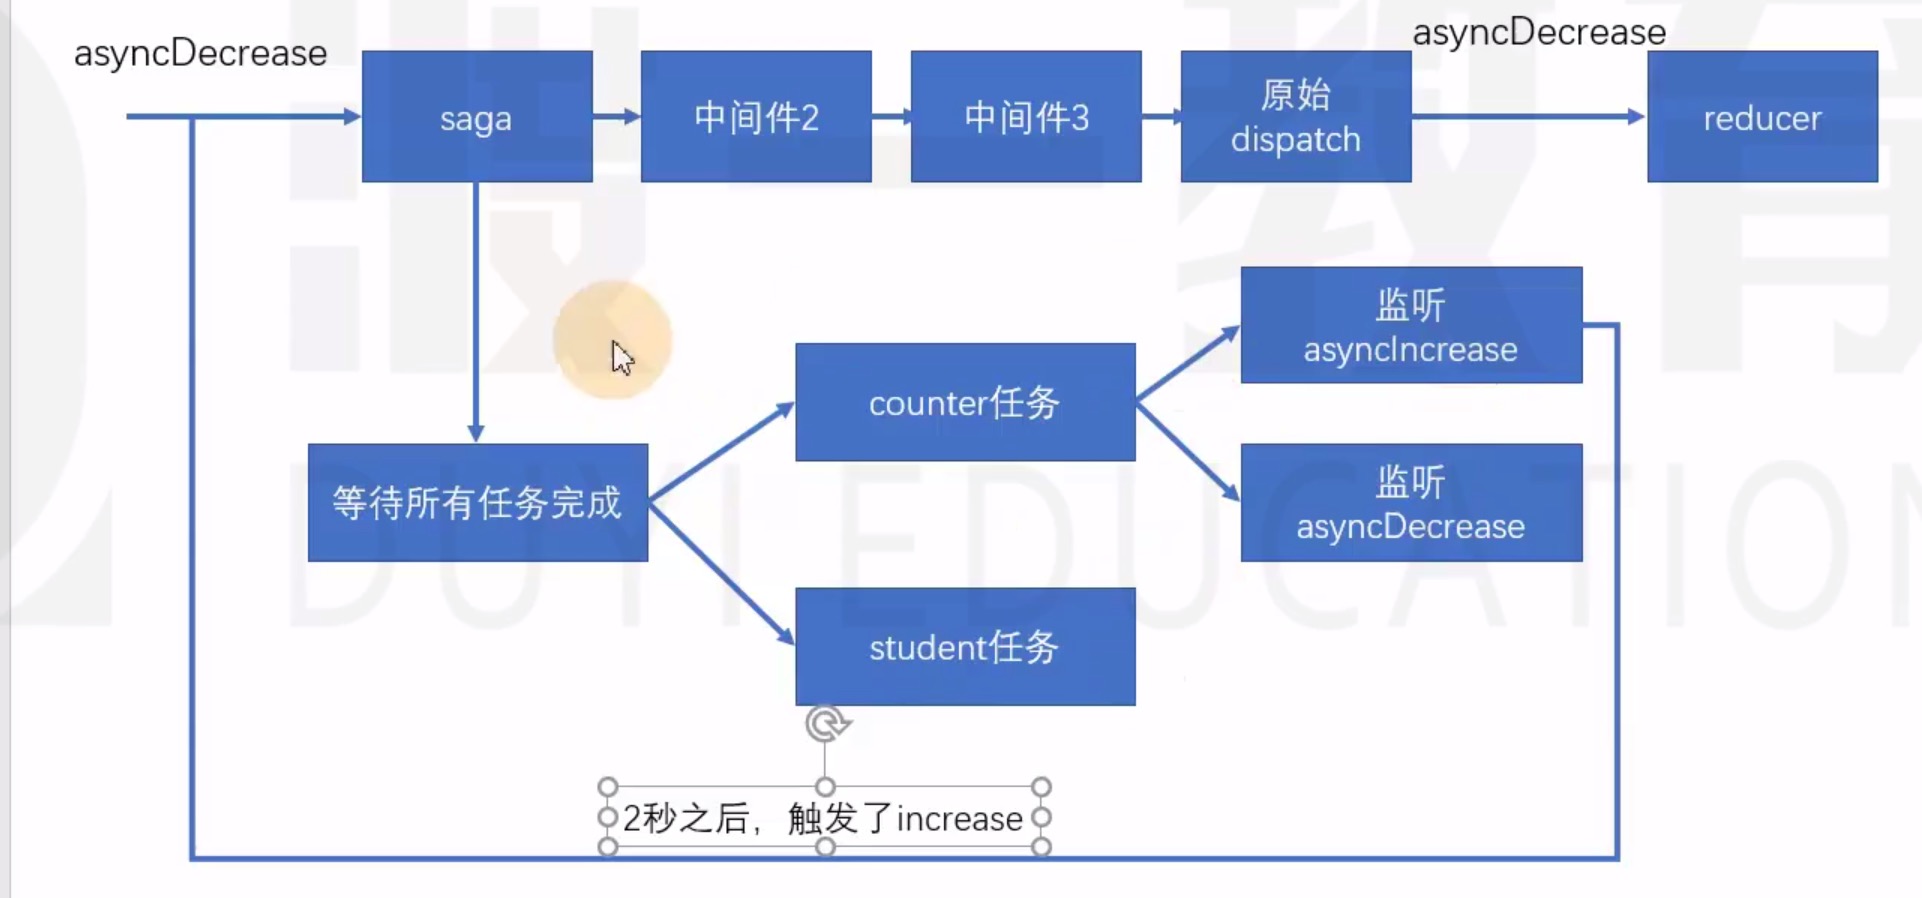 asyncDecrease
asyncDecrease
saga
中间件2
中间件3
原始
dispatch
reducer
监听
asyncIncrease
counter任务
监听
asyncDecrease
等待所有任务完成
student任务
2秒之后，触发了increase
DUYI EDUCATION